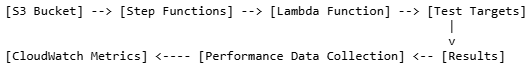 [S3 Bucket] --> [Step Functions] --> [Lambda Function] --> [Test Targets]
|
v
[CloudWatch Metrics] <---- [Performance Data Collection] <-- [Results]